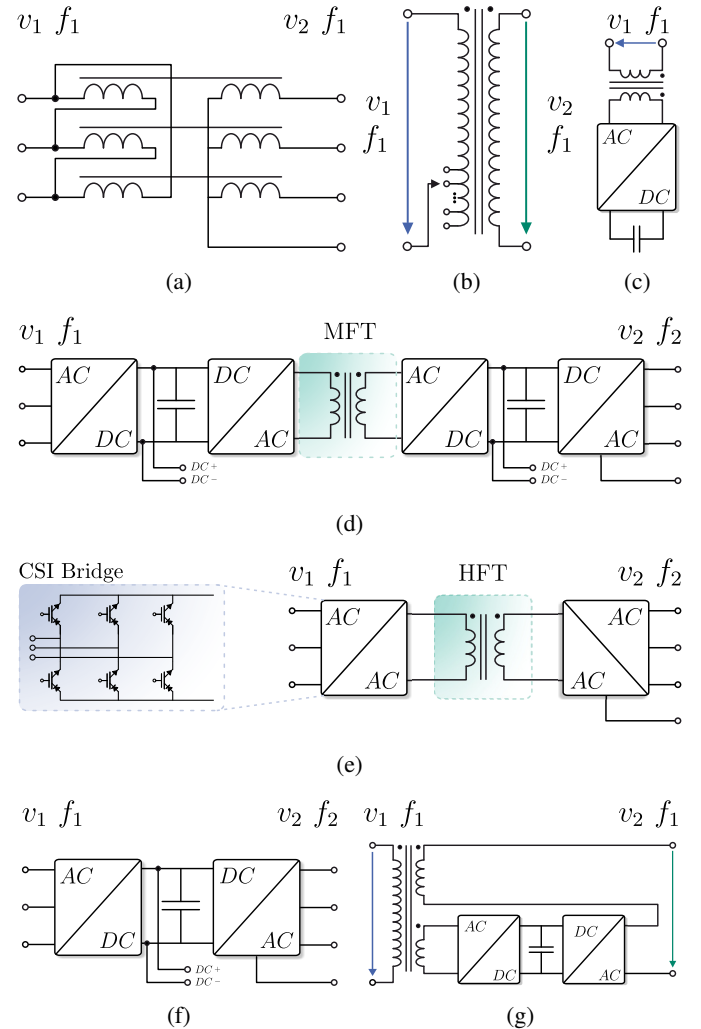 v₁ f₁ v₂ f₁
(a)
v₁
f₁
v₂
f₁
(b)
v₁ f₁
AC
DC
(c)
v₁ f₁ MFT v₂ f₂
AC DC AC DC
DC AC DC AC
DC+ DC+
DC− DC−
(d)
CSI Bridge v₁ f₁ HFT v₂ f₂
AC AC
AC AC
(e)
v₁ f₁ v₂ f₂
AC DC
DC AC
DC+
DC−
(f)
v₁ f₁ v₂ f₁
AC DC
DC AC
(g)